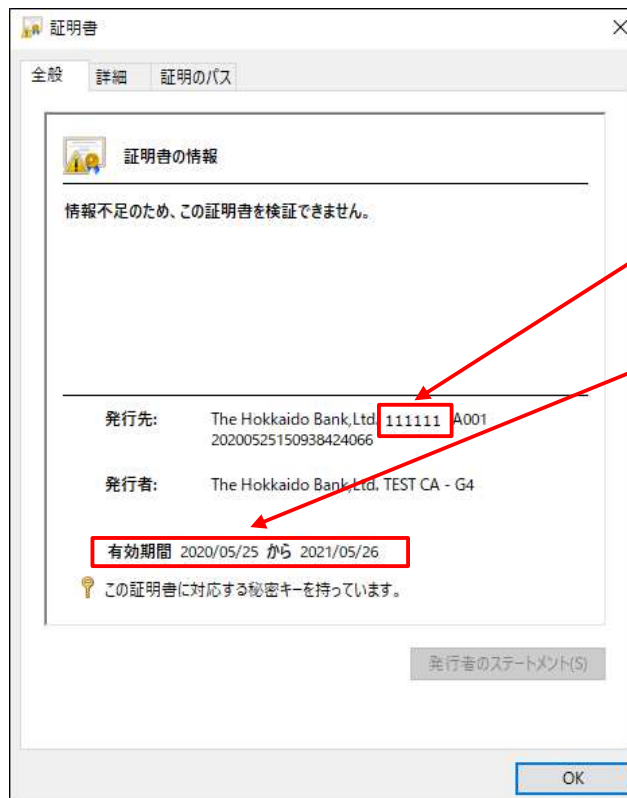 証明書
全般 詳細 証明のパス
証明書の情報
情報不足のため、この証明書を検証できません。
発行先: The Hokkaido Bank,Ltd. 111111 A001
20200525150938424066
発行者: The Hokkaido Bank,Ltd. TEST CA - G4
有効期間 2020/05/25 から 2021/05/26
この証明書に対応する秘密キーを持っています。
発行者のステートメント(S)
OK